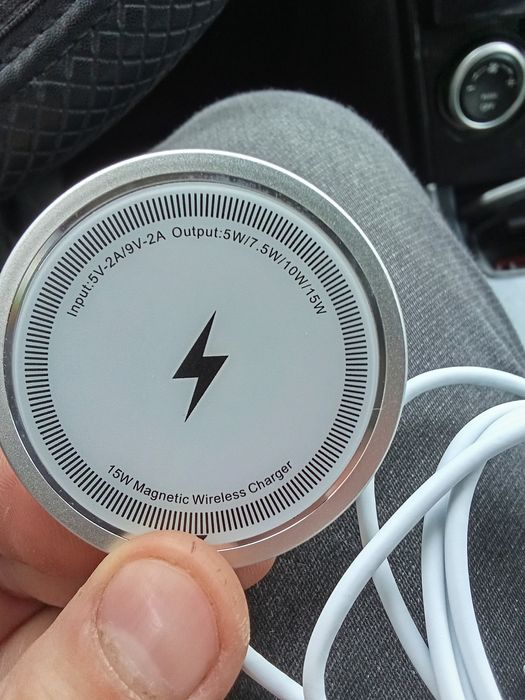 Input:5V-2A/9V-2A Output:5W/7.5W/10W/15W
15W Magnetic Wireless Charger